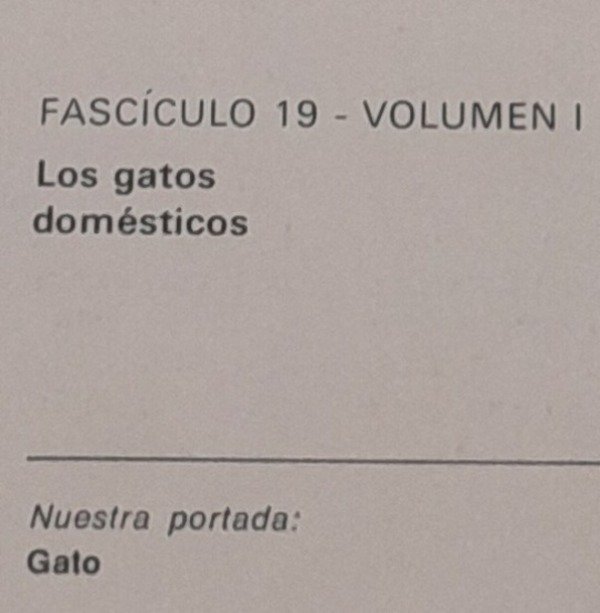 FASCÍCULO 19 - VOLUMEN I
Los gatos
domésticos
Nuestra portada:
Gato